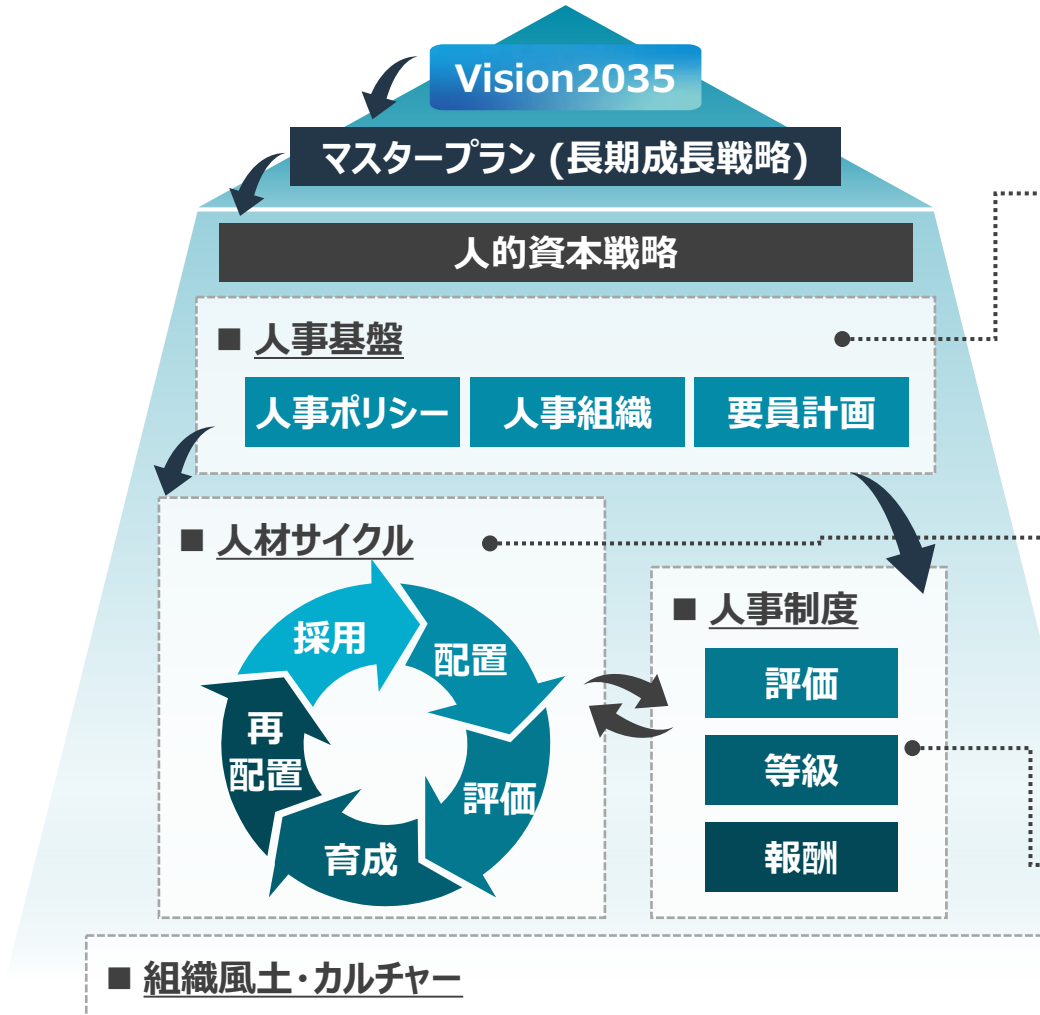 Vision2035
マスタープラン (長期成長戦略)
人的資本戦略
■ 人事基盤
人事ポリシー
人事組織
要員計画
■ 人材サイクル
採用
配置
評価
育成
再
配置
■ 人事制度
評価
等級
報酬
■ 組織風土・カルチャー